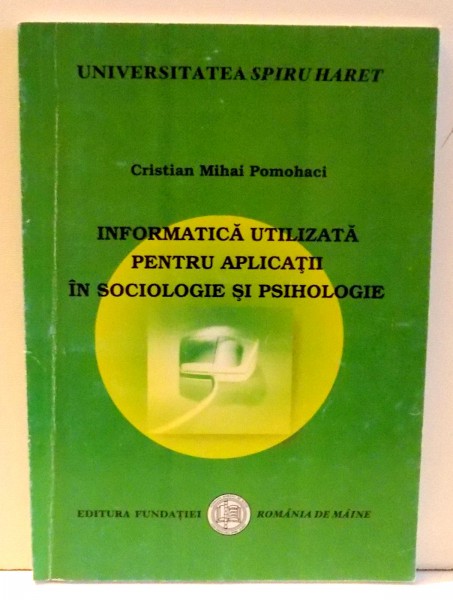 UNIVERSITATEA SPIRU HARET
Cristian Mihai Pomohaci
INFORMATICĂ UTILIZATĂ
PENTRU APLICAŢII
ÎN SOCIOLOGIE ŞI PSIHOLOGIE
EDITURA FUNDAŢIEI ROMÂNIA DE MÂINE